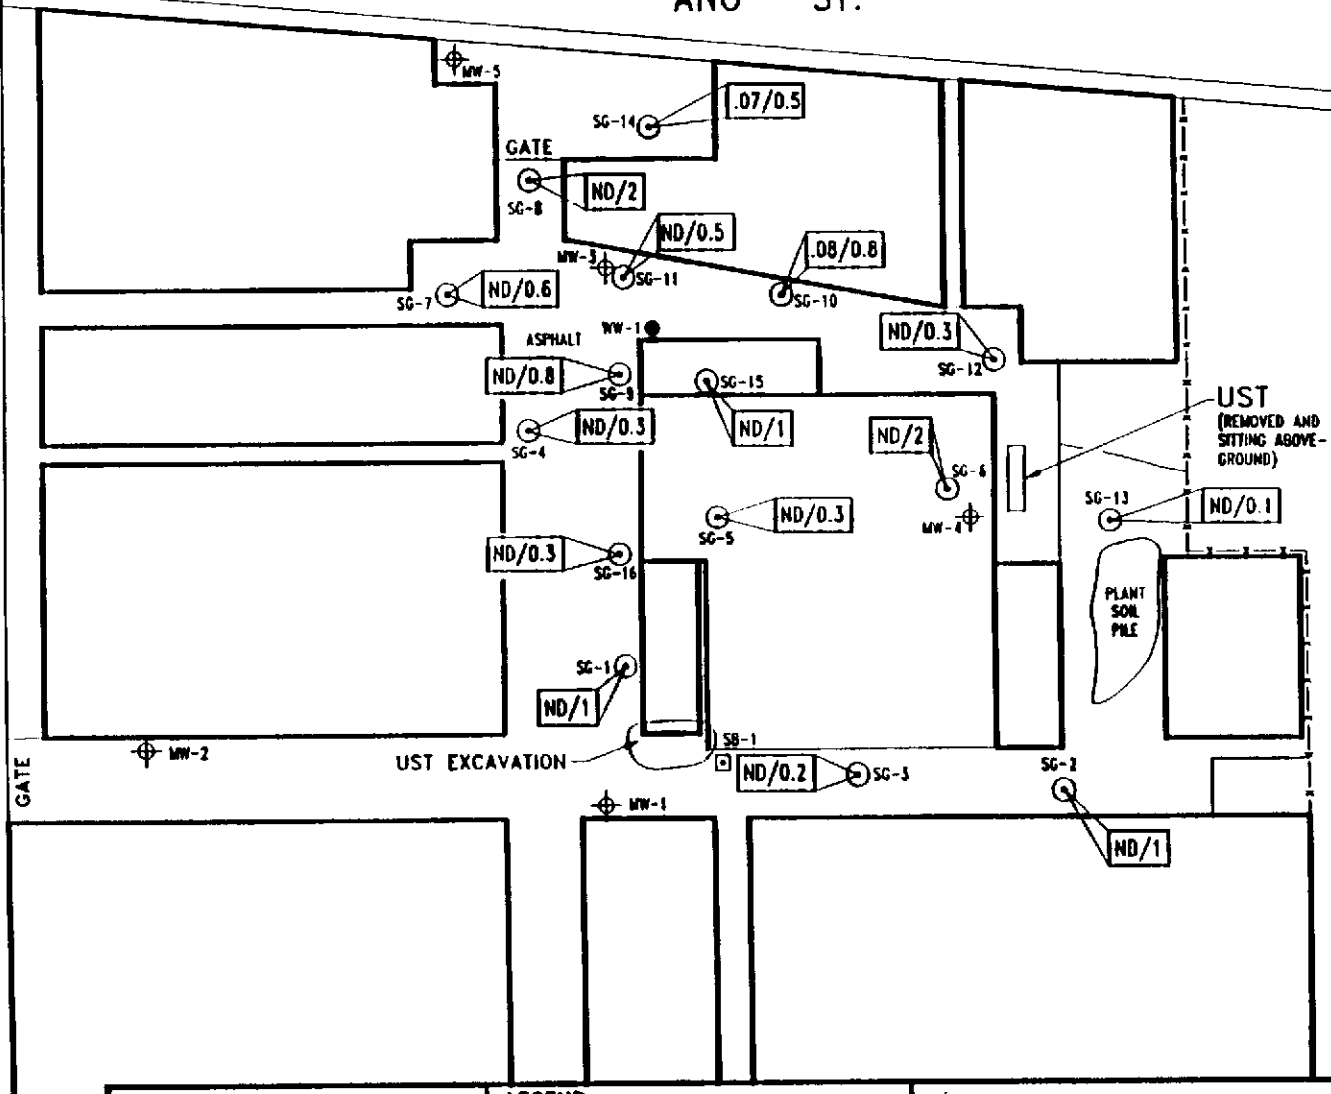 ANG ST.
MW-5
.07/0.5
SG-14
GATE
ND/2
SG-8
ND/0.5
.08/0.8
MW-3
SG-11
SG-7
ND/0.6
SG-10
WW-1
ASPHALT
ND/0.3
SG-12
ND/0.8
SG-9
SG-15
UST
(REMOVED AND
SITTING ABOVE-
GROUND)
ND/0.3
SG-4
ND/1
ND/2
SG-6
SG-13
ND/0.1
ND/0.3
SG-5
MW-4
ND/0.3
SG-16
PLANT
SOIL
PILE
SG-1
ND/1
SB-1
MW-2
UST EXCAVATION
ND/0.2
SG-3
SG-2
GATE
MW-1
ND/1